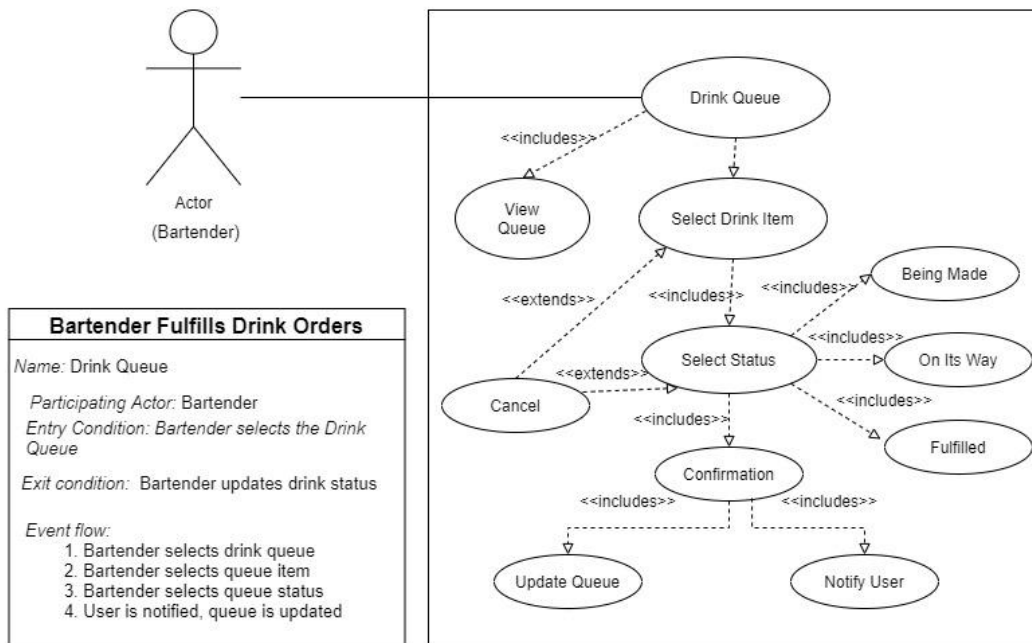 Actor
(Bartender)
Drink Queue
<<includes>>
View
Queue
Select Drink Item
<<extends>>
<<includes>>
<<includes>>
Being Made
Select Status
<<includes>>
On Its Way
<<extends>>
Cancel
<<includes>>
<<includes>>
Fulfilled
Confirmation
<<includes>>
<<includes>>
Update Queue
Notify User
Bartender Fulfills Drink Orders
Name: Drink Queue
Participating Actor: Bartender
Entry Condition: Bartender selects the Drink
Queue
Exit condition: Bartender updates drink status
Event flow:
1. Bartender selects drink queue
2. Bartender selects queue item
3. Bartender selects queue status
4. User is notified, queue is updated